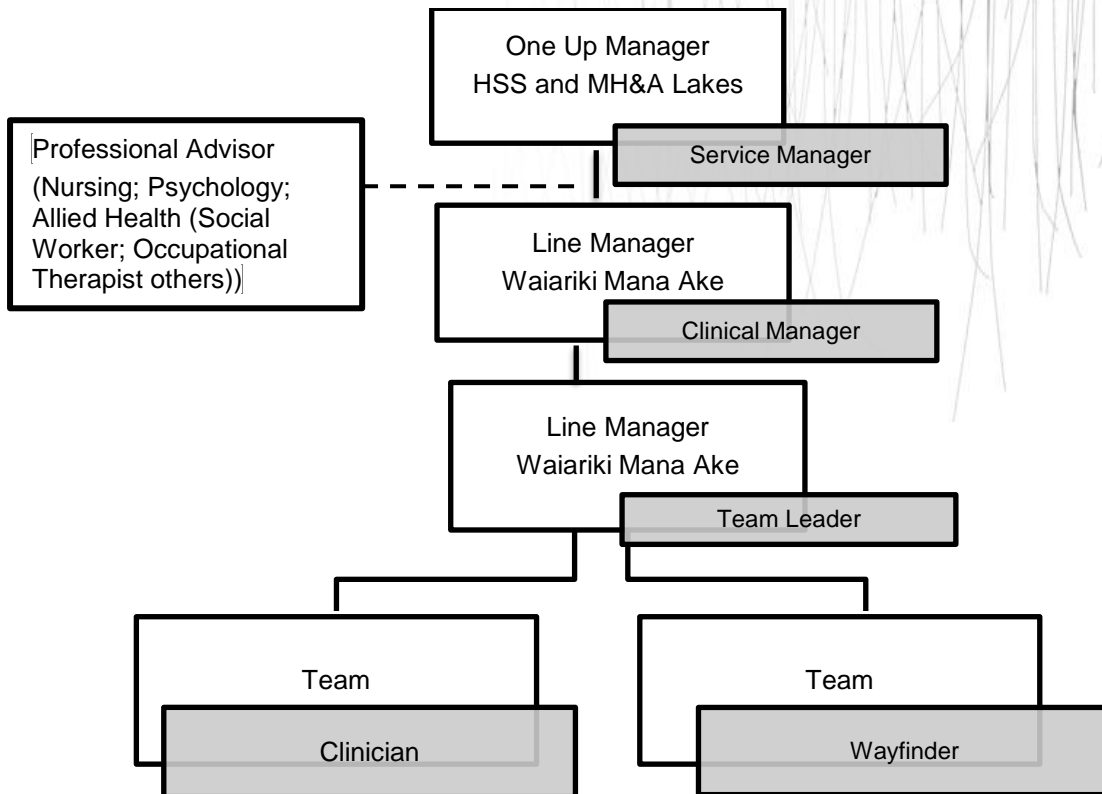 One Up Manager
HSS and MH&A Lakes
Service Manager
Professional Advisor
(Nursing; Psychology;
Allied Health (Social
Worker; Occupational
Therapist others))
Line Manager
Waiariki Mana Ake
Clinical Manager
Line Manager
Waiariki Mana Ake
Team Leader
Team
Clinician
Team
Wayfinder